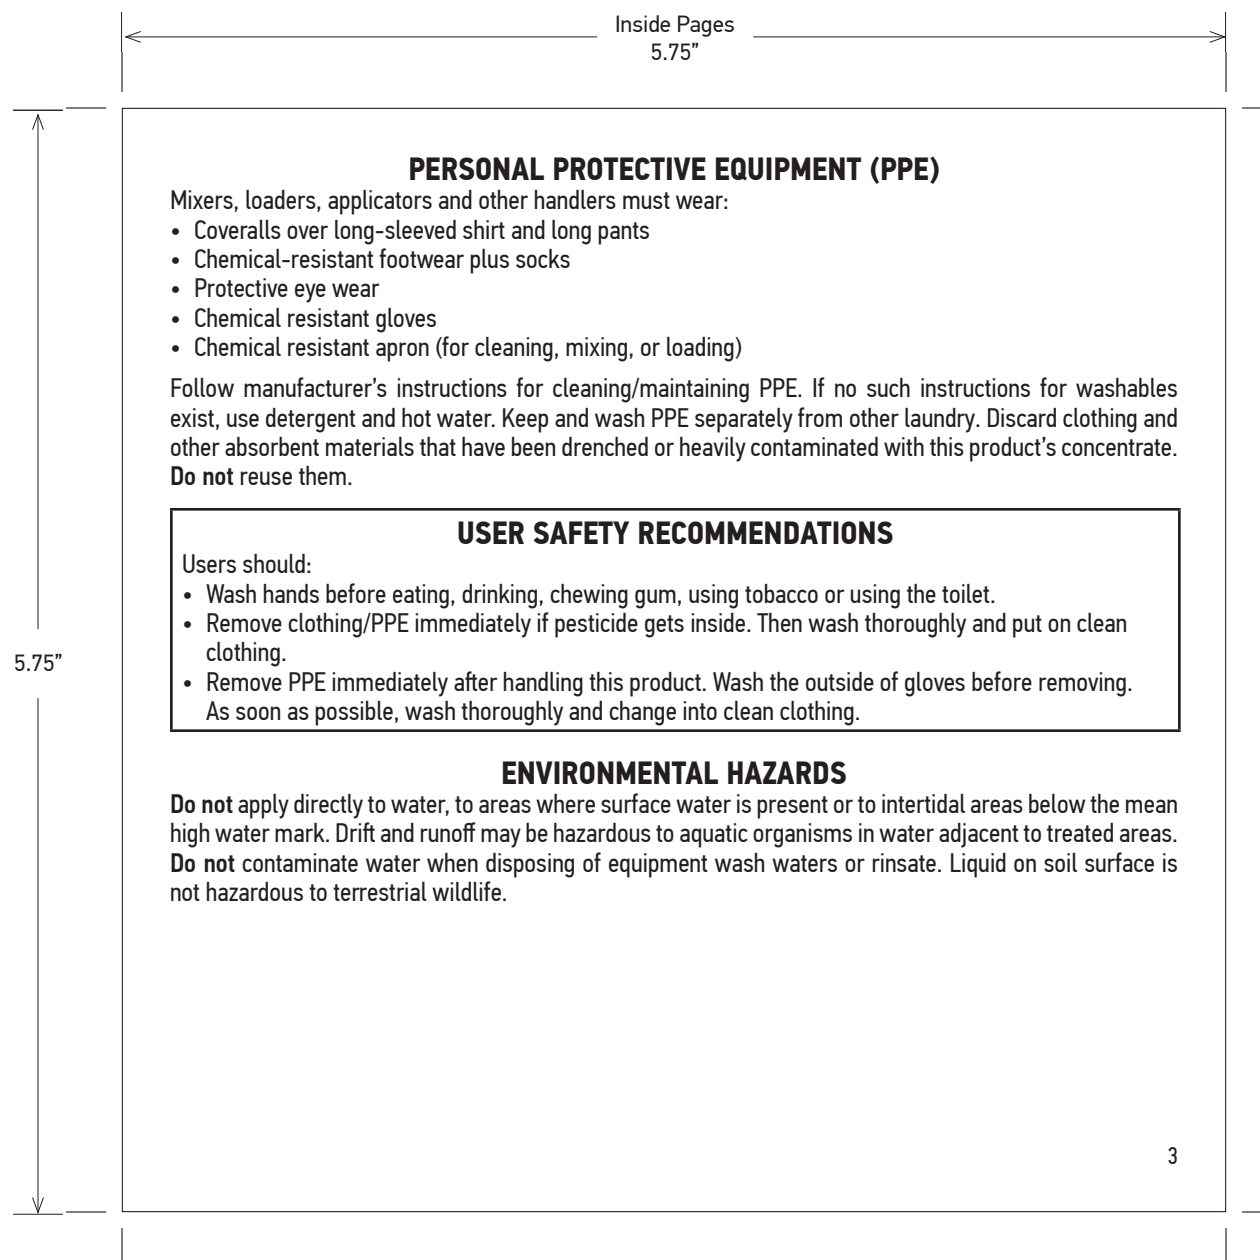 Inside Pages
5.75”
PERSONAL PROTECTIVE EQUIPMENT (PPE)
Mixers, loaders, applicators and other handlers must wear:
• Coveralls over long-sleeved shirt and long pants
• Chemical-resistant footwear plus socks
• Protective eye wear
• Chemical resistant gloves
• Chemical resistant apron (for cleaning, mixing, or loading)
Follow manufacturer’s instructions for cleaning/maintaining PPE. If no such instructions for washables
exist, use detergent and hot water. Keep and wash PPE separately from other laundry. Discard clothing and
other absorbent materials that have been drenched or heavily contaminated with this product’s concentrate.
Do not reuse them.
USER SAFETY RECOMMENDATIONS
Users should:
• Wash hands before eating, drinking, chewing gum, using tobacco or using the toilet.
• Remove clothing/PPE immediately if pesticide gets inside. Then wash thoroughly and put on clean
clothing.
• Remove PPE immediately after handling this product. Wash the outside of gloves before removing.
As soon as possible, wash thoroughly and change into clean clothing.
5.75”
ENVIRONMENTAL HAZARDS
Do not apply directly to water, to areas where surface water is present or to intertidal areas below the mean
high water mark. Drift and runoff may be hazardous to aquatic organisms in water adjacent to treated areas.
Do not contaminate water when disposing of equipment wash waters or rinsate. Liquid on soil surface is
not hazardous to terrestrial wildlife.
3